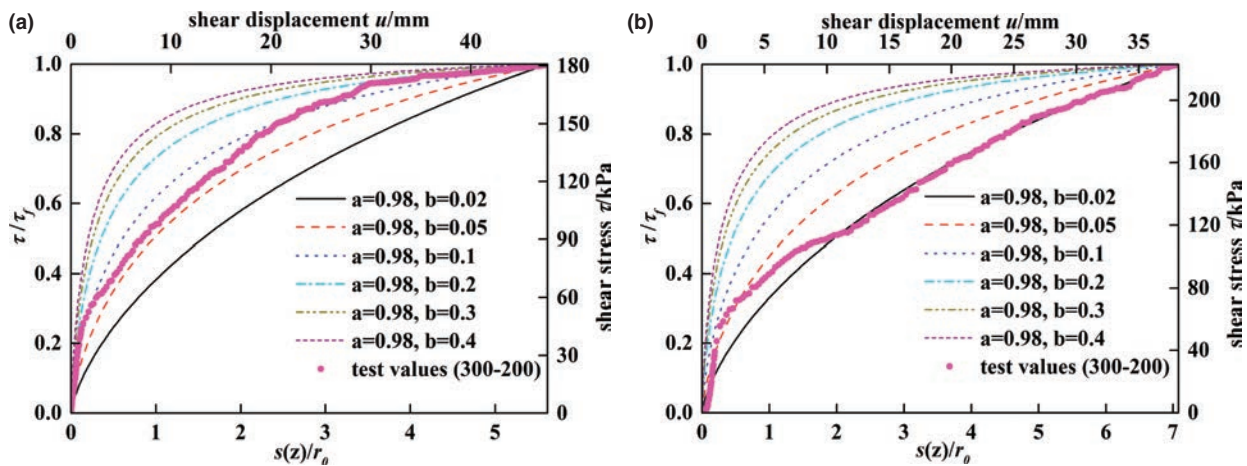 (a)
shear displacement u/mm
0 10 20 30 40
1.0
0.8
0.6
0.4
0.2
0.0
τ/τf
180
150
120
90
60
30
0
shear stress τ/kPa
a=0.98, b=0.02
a=0.98, b=0.05
a=0.98, b=0.1
a=0.98, b=0.2
a=0.98, b=0.3
a=0.98, b=0.4
test values (300-200)
0 1 2 3 4 5
s(z)/r0
(b)
shear displacement u/mm
0 5 10 15 20 25 30 35
1.0
0.8
0.6
0.4
0.2
0.0
τ/τf
200
160
120
80
40
0
shear stress τ/kPa
a=0.98, b=0.02
a=0.98, b=0.05
a=0.98, b=0.1
a=0.98, b=0.2
a=0.98, b=0.3
a=0.98, b=0.4
test values (300-200)
0 1 2 3 4 5 6 7
s(z)/r0